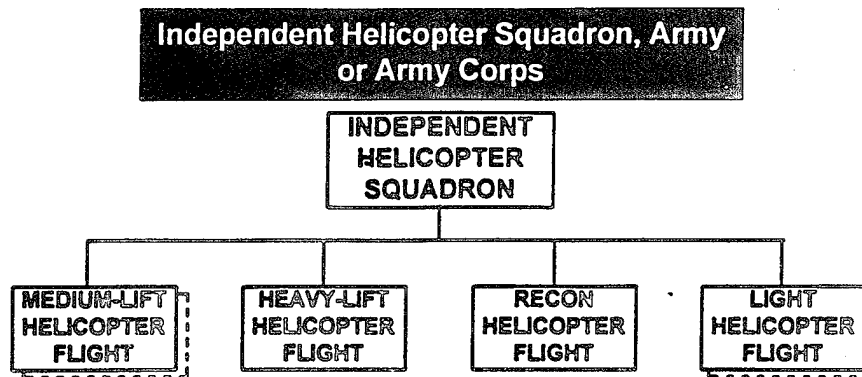 Independent Helicopter Squadron, Army
or Army Corps
INDEPENDENT
HELICOPTER
SQUADRON
MEDIUM-LIFT
HELICOPTER
FLIGHT
HEAVY-LIFT
HELICOPTER
FLIGHT
RECON
HELICOPTER
FLIGHT
LIGHT
HELICOPTER
FLIGHT